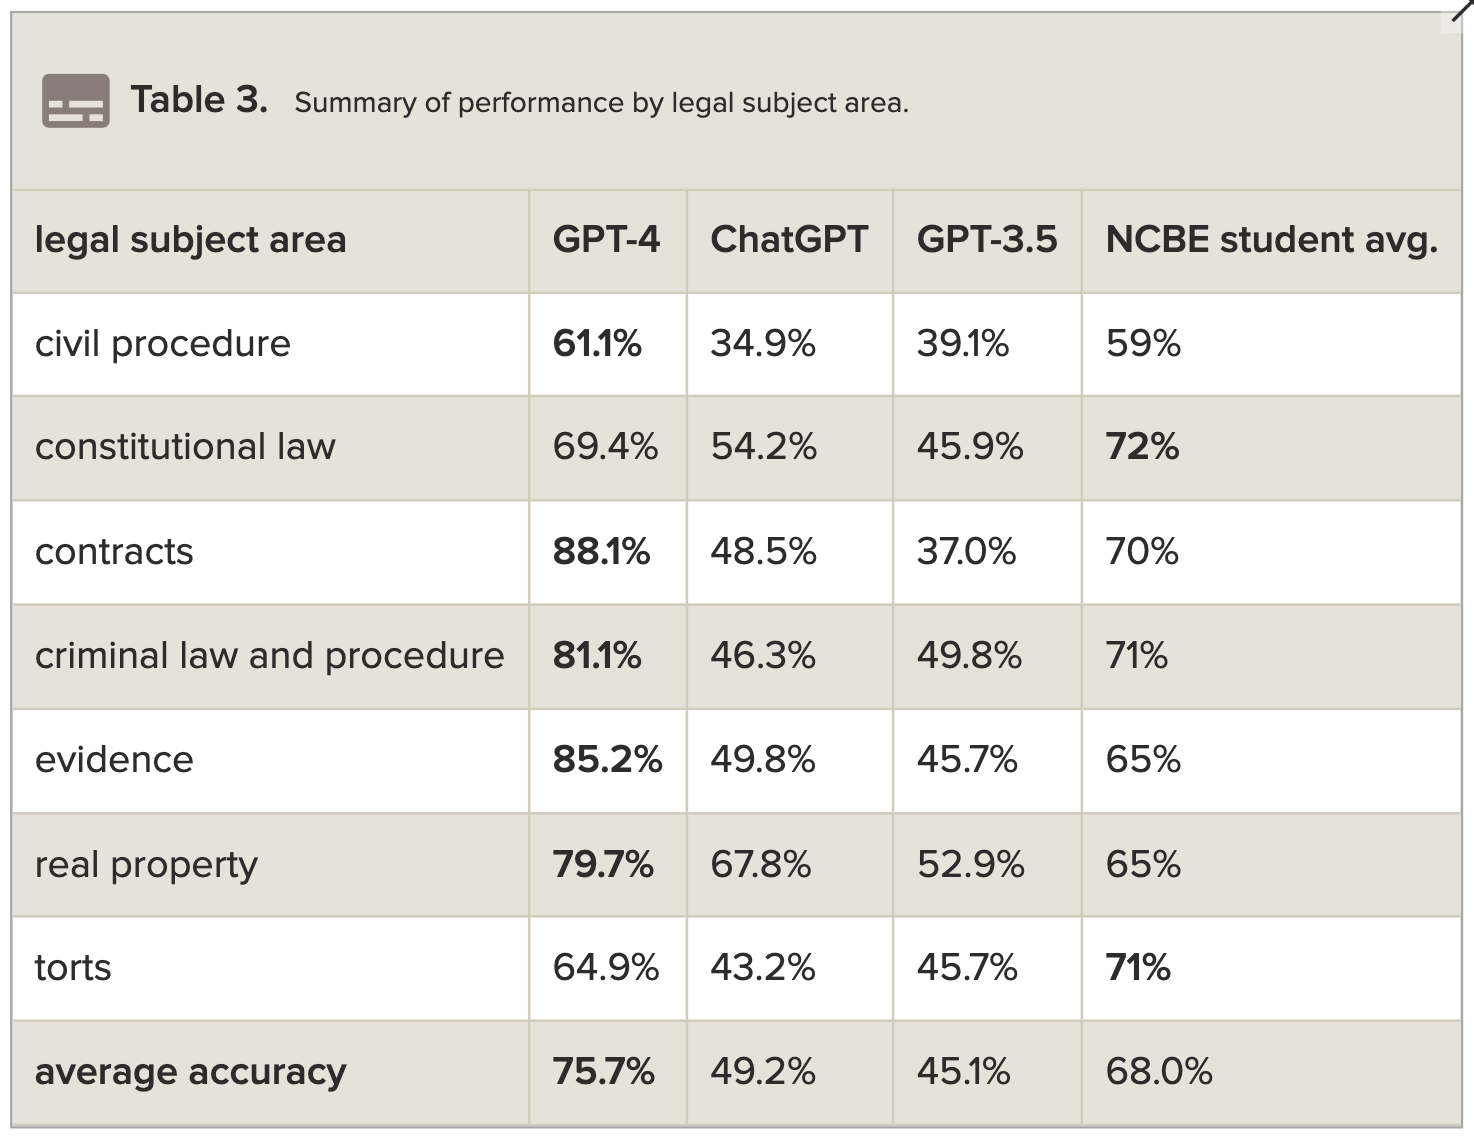 Table 3. Summary of performance by legal subject area.
legal subject area GPT-4 ChatGPT GPT-3.5 NCBE student avg.
civil procedure 61.1% 34.9% 39.1% 59%
constitutional law 69.4% 54.2% 45.9% 72%
contracts 88.1% 48.5% 37.0% 70%
criminal law and procedure 81.1% 46.3% 49.8% 71%
evidence 85.2% 49.8% 45.7% 65%
real property 79.7% 67.8% 52.9% 65%
torts 64.9% 43.2% 45.7% 71%
average accuracy 75.7% 49.2% 45.1% 68.0%